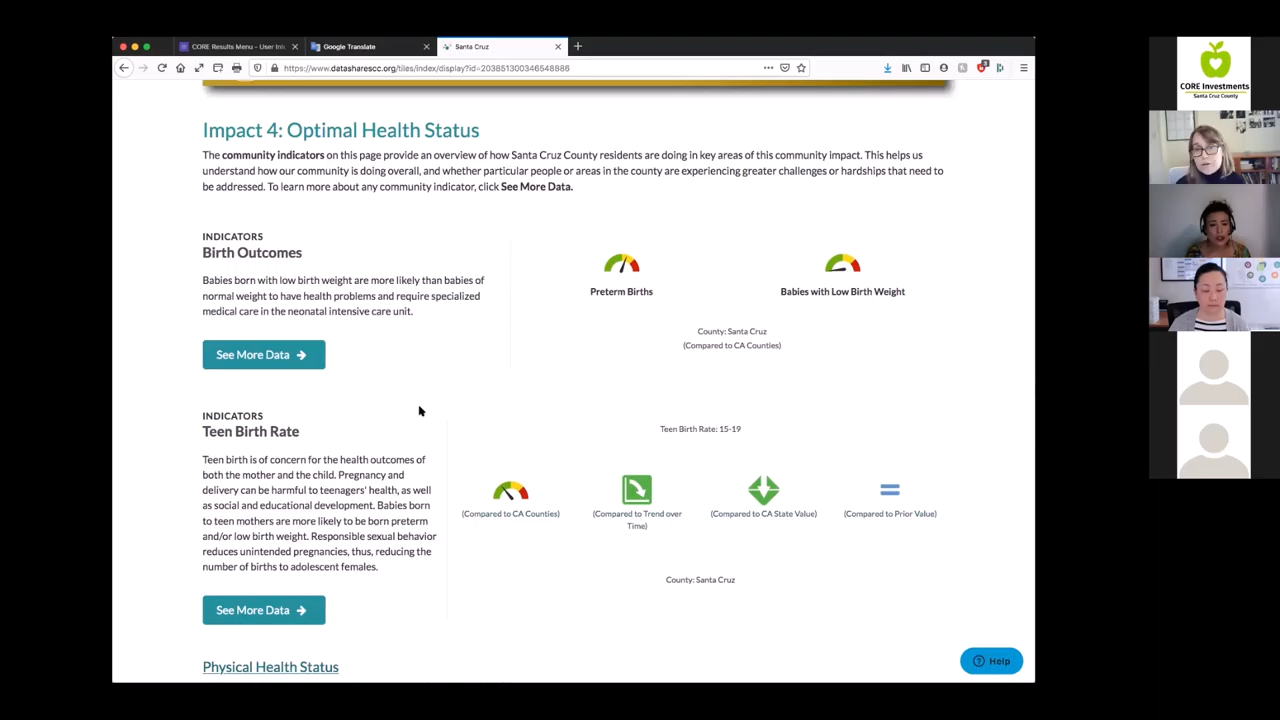 CORE Results Menu - User Int
Google Translate
Santa Cruz
https://www.datasharescc.org/tiles/index/display?id=203851300346548886
CORE Investments
Santa Cruz County
Impact 4: Optimal Health Status
The community indicators on this page provide an overview of how Santa Cruz County residents are doing in key areas of this community impact. This helps us
understand how our community is doing overall, and whether particular people or areas in the county are experiencing greater challenges or hardships that need to
be addressed. To learn more about any community indicator, click See More Data.
INDICATORS
Birth Outcomes
Babies born with low birth weight are more likely than babies of
normal weight to have health problems and require specialized
medical care in the neonatal intensive care unit.
See More Data
Preterm Births
Babies with Low Birth Weight
County: Santa Cruz
(Compared to CA Counties)
INDICATORS
Teen Birth Rate
Teen birth is of concern for the health outcomes of
both the mother and the child. Pregnancy and
delivery can be harmful to teenagers' health, as well
as social and educational development. Babies born
to teen mothers are more likely to be born preterm
and/or low birth weight. Responsible sexual behavior
reduces unintended pregnancies, thus, reducing the
number of births to adolescent females.
See More Data
Teen Birth Rate: 15-19
(Compared to CA Counties)
(Compared to Trend over
Time)
(Compared to CA State Value)
(Compared to Prior Value)
County: Santa Cruz
Physical Health Status
Help